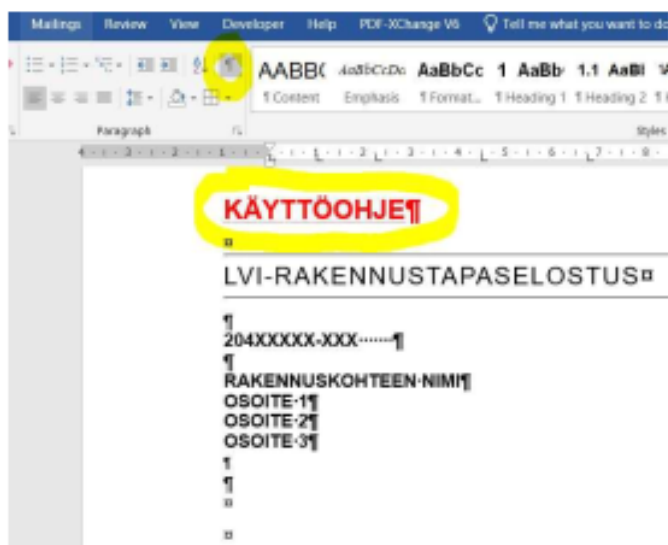 Mailings Review View Developer Help PDF-XChange V6 Tell me what you want to do
AABB( AaBbCcDc AaBbCc 1 AaBb 1.1 AaBl
¶ Content Emphasis ¶ Format... ¶ Heading 1 ¶ Heading 2
Paragraph Styles
KÄYTTÖOHJE¶
¤
LVI-RAKENNUSTAPASELOSTUS¤
¶
204XXXXX-XXX·······¶
¶
RAKENNUSKOHTEEN·NIMI¶
OSOITE·1¶
OSOITE·2¶
OSOITE·3¶
¶
¶
¤
¤